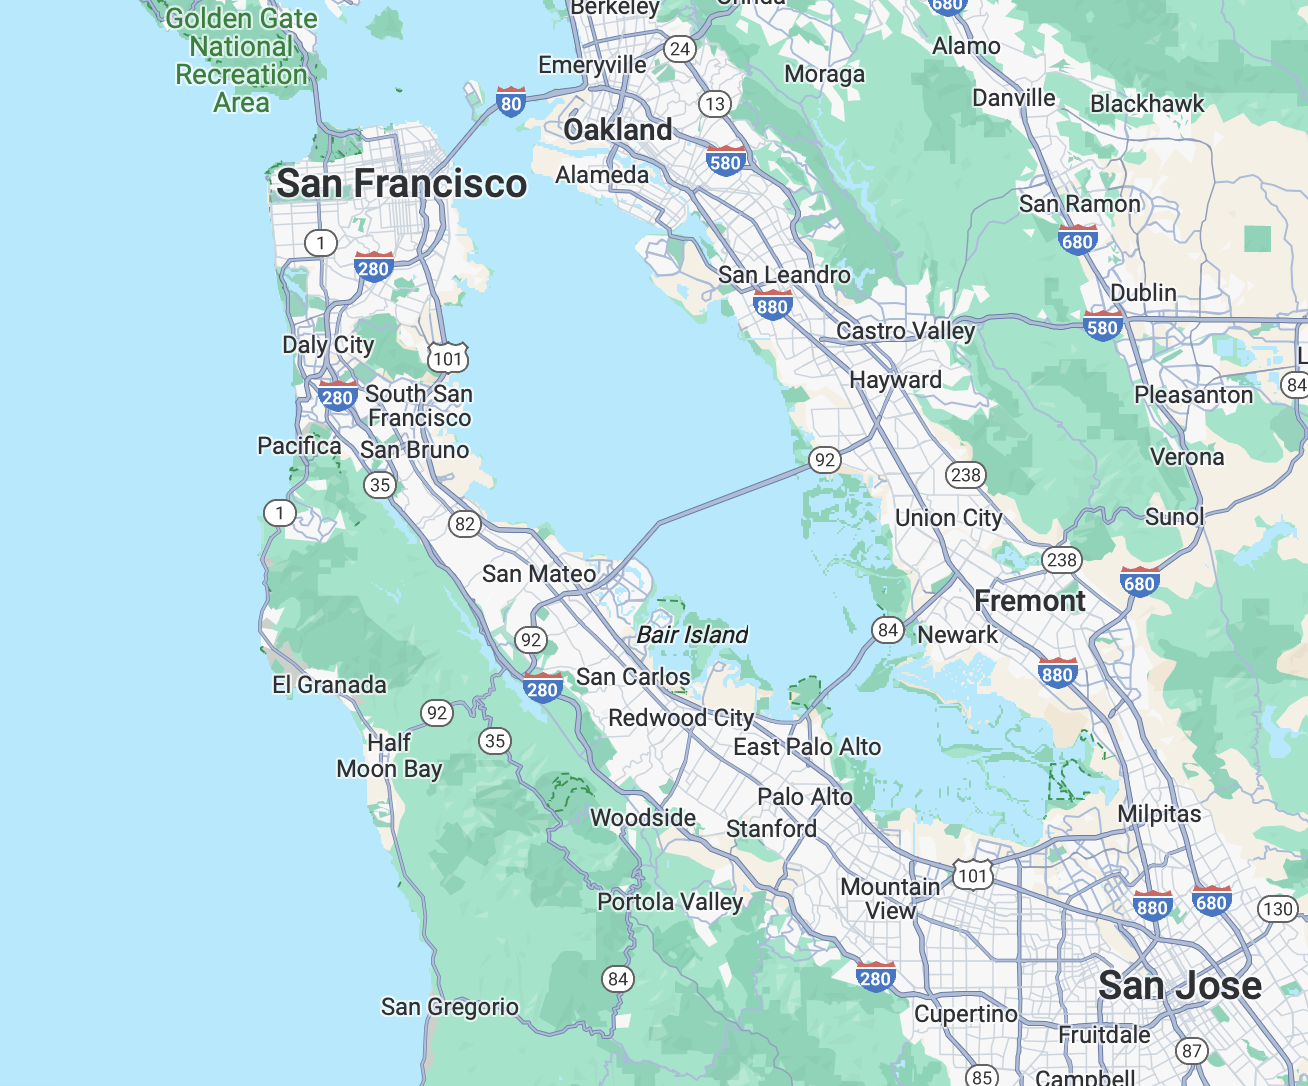 Berkeley
Orinda
680
Golden Gate
National
Recreation
Area
24
Alamo
Emeryville
Moraga
80
13
Danville
Blackhawk
Oakland
580
Alameda
San Francisco
San Ramon
1
680
280
San Leandro
Dublin
880
580
Castro Valley
Daly City
101
Hayward
84
280
South San
Francisco
Pleasanton
Pacifica
San Bruno
92
Verona
35
238
1
82
Union City
Sunol
San Mateo
238
680
Fremont
92
Bair Island
84
Newark
El Granada
280
San Carlos
880
92
Redwood City
35
Half
Moon Bay
East Palo Alto
Palo Alto
Woodside
Stanford
Milpitas
101
Mountain
View
Portola Valley
880
680
130
84
280
San Jose
San Gregorio
Cupertino
Fruitdale
87
85
Campbell